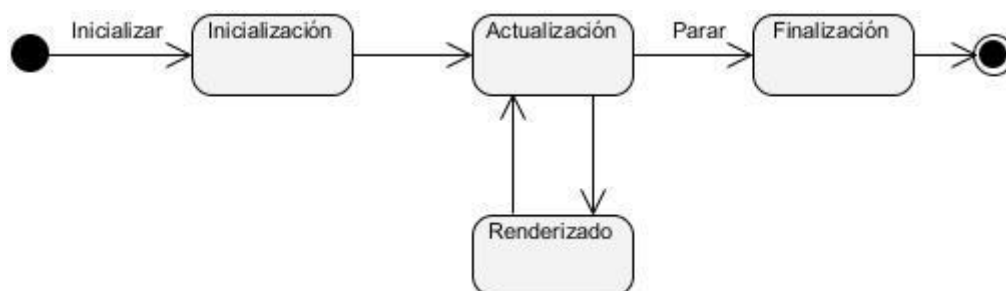 Inicializar
Inicialización
Actualización
Parar
Finalización
Renderizado